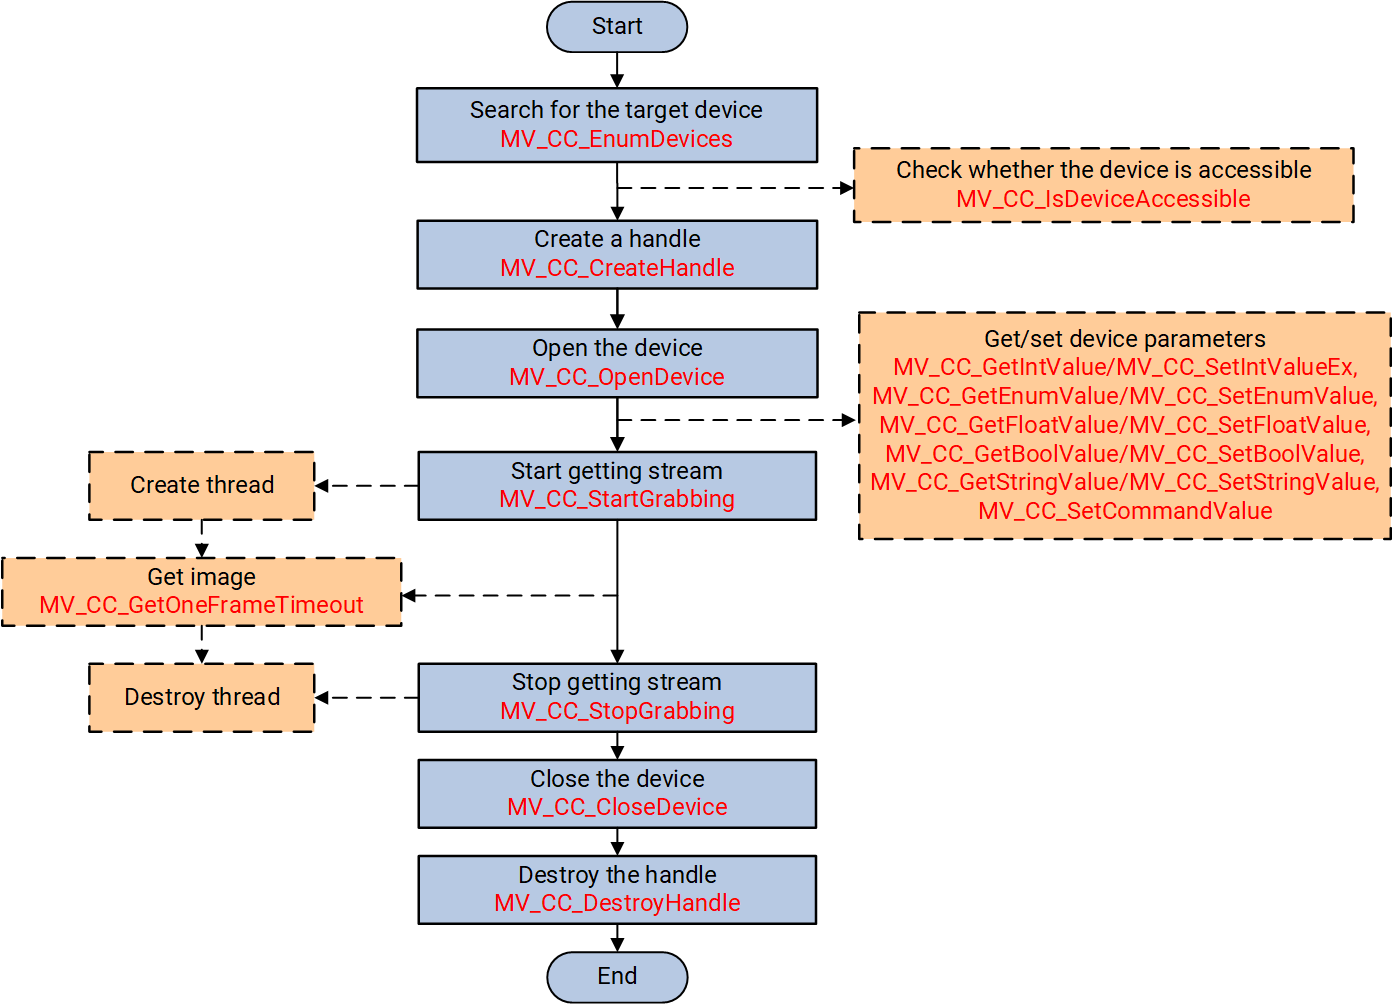 Start
Search for the target device
MV_CC_EnumDevices
Check whether the device is accessible
MV_CC_IsDeviceAccessible
Create a handle
MV_CC_CreateHandle
Open the device
MV_CC_OpenDevice
Get/set device parameters
MV_CC_GetIntValue/MV_CC_SetIntValueEx,
MV_CC_GetEnumValue/MV_CC_SetEnumValue,
MV_CC_GetFloatValue/MV_CC_SetFloatValue,
MV_CC_GetBoolValue/MV_CC_SetBoolValue,
MV_CC_GetStringValue/MV_CC_SetStringValue,
MV_CC_SetCommandValue
Start getting stream
MV_CC_StartGrabbing
Create thread
Get image
MV_CC_GetOneFrameTimeout
Destroy thread
Stop getting stream
MV_CC_StopGrabbing
Close the device
MV_CC_CloseDevice
Destroy the handle
MV_CC_DestroyHandle
End